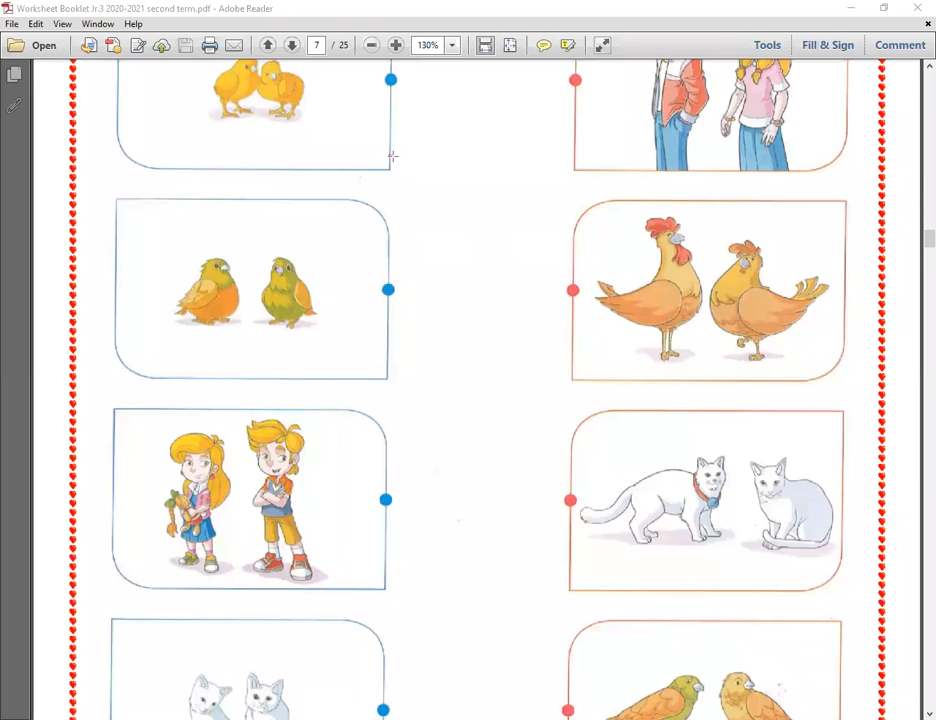 Worksheet Booklet Jr.3 2020-2021 second term.pdf - Adobe Reader
File Edit View Window Help
Open 7 / 25 130% Tools Fill & Sign Comment